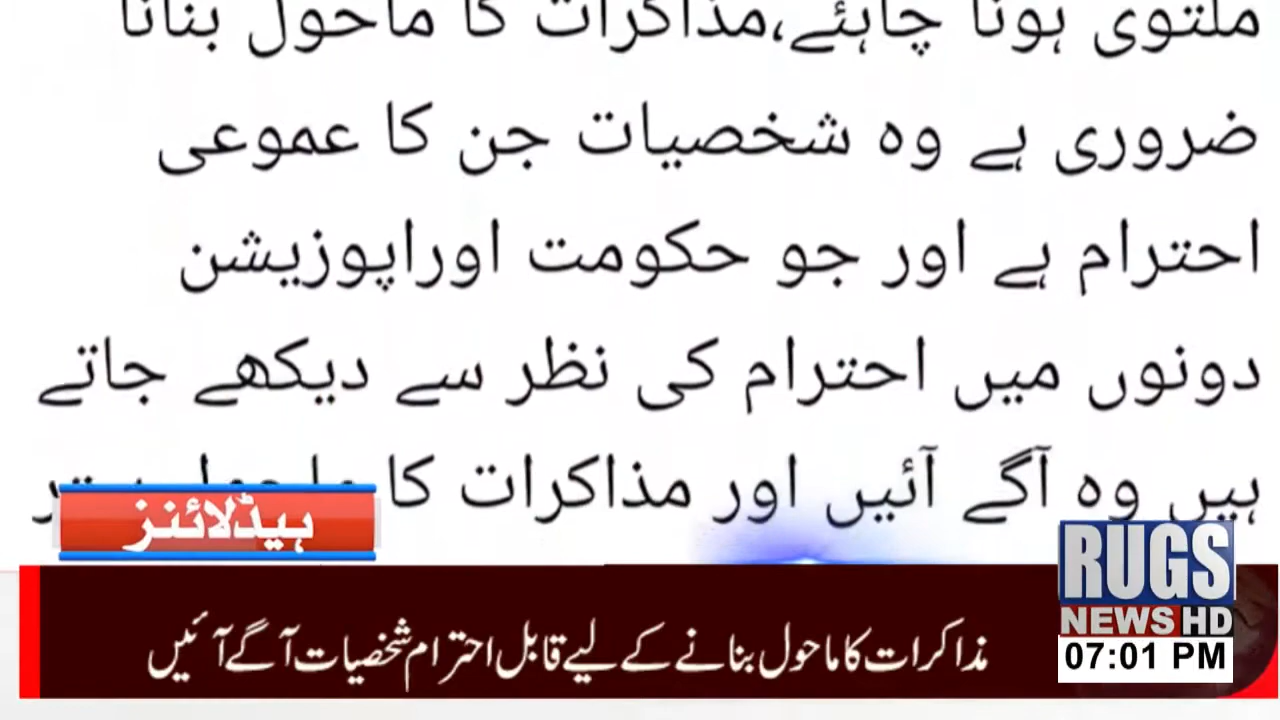 ملتوی ہونا چاہئے،مذاکرات کا ماحول بنانا
ضروری ہے وہ شخصیات جن کا عموعی
احترام ہے اور جو حکومت اوراپوزیشن
دونوں میں احترام کی نظر سے دیکھے جاتے
ہیں وہ آگے آئیں اور مذاکرات کا
ہیڈلائنز
مذاکرات کا ماحول بنانے کے لیے قابل احترام شخصیات آگے آئیں
RUGS
NEWS HD
07:01 PM